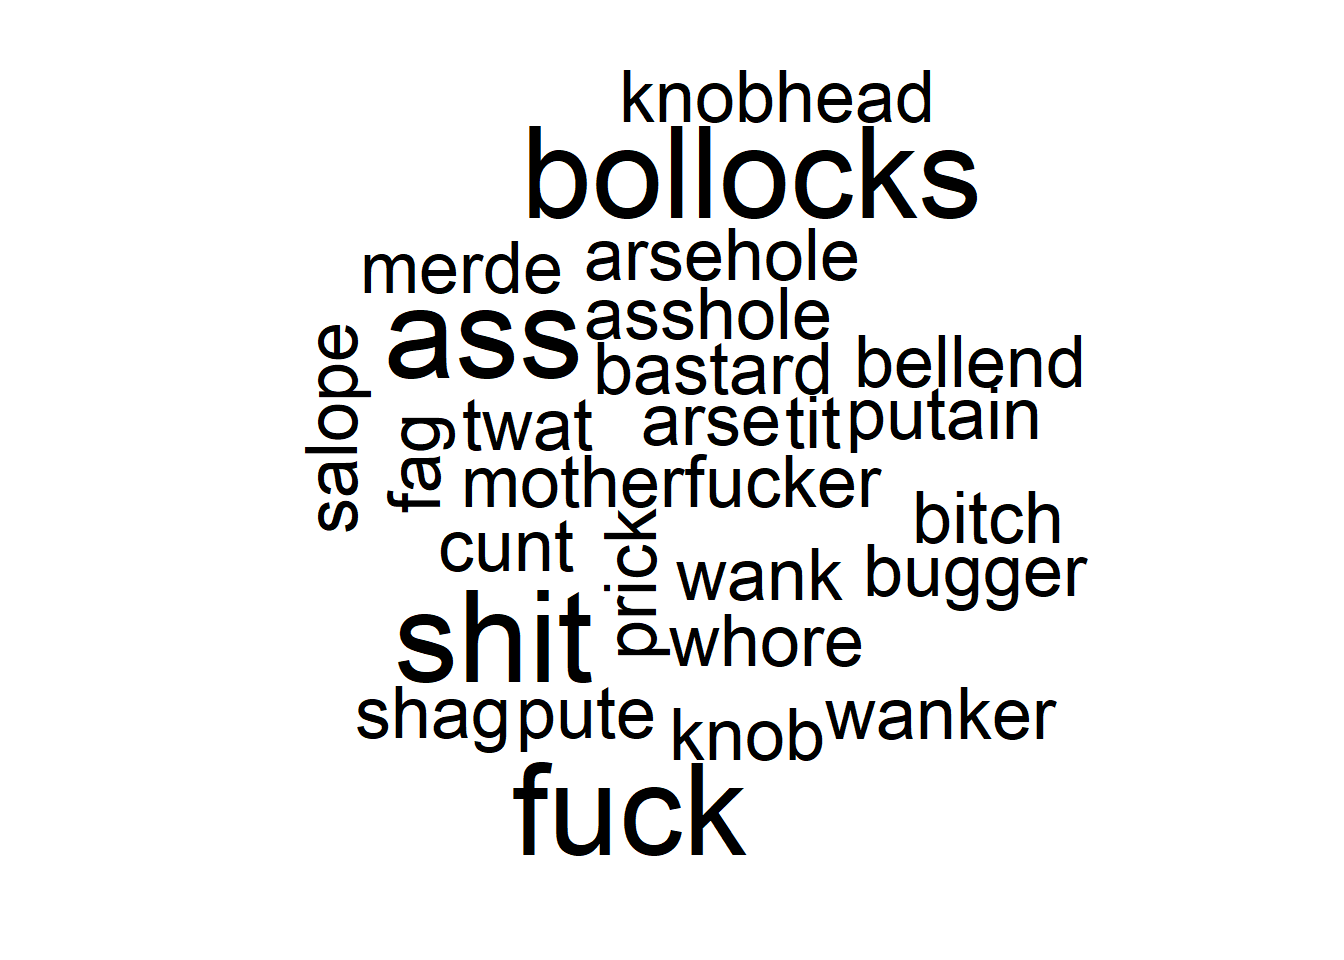 knobhead
bollocks
merde
arsehole
ass
asshole
bastard
bellend
salope
fag
twat
arse
tit
putain
motherfucker
bitch
cunt
prick
wank
bugger
shit
whore
shag
pute
knob
wanker
fuck